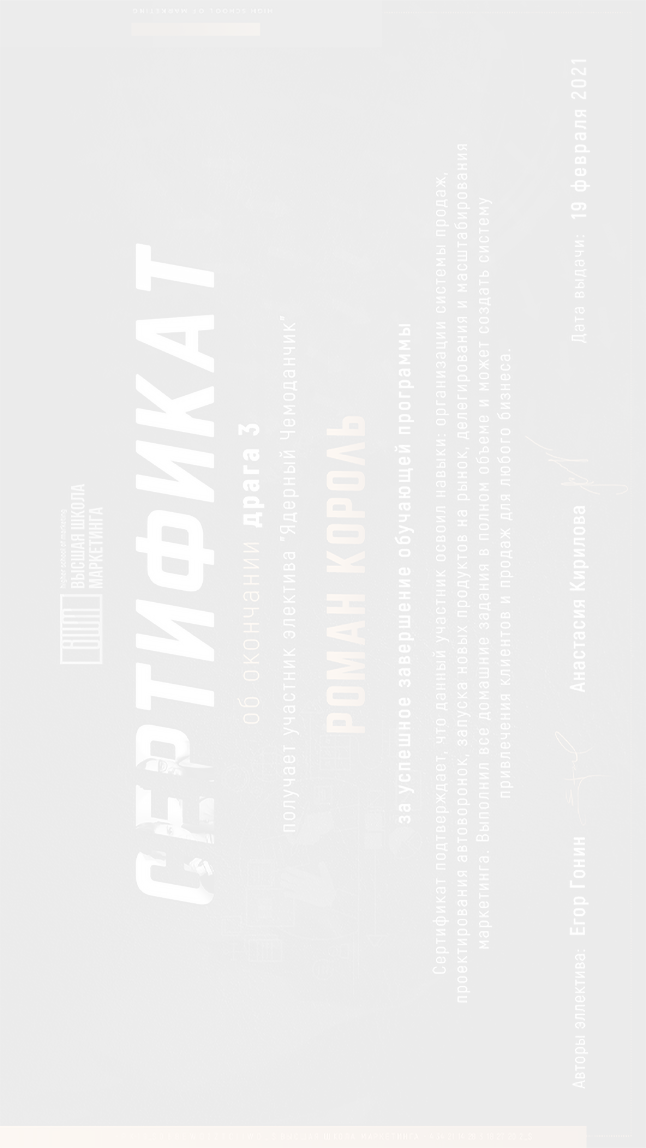 ВЫСШАЯ ШКОЛА
МАРКЕТИНГА
СЕРТИФИКАТ
об окончании драга 3
получает участник электива "Ядерный Чемоданчик"
РОМАН КОРОЛЬ
за успешное завершение обучающей программы
Сертификат подтверждает, что данный участник освоил навыки: организации системы продаж,
проектирования автоворонок, запуска новых продуктов на рынок, делегирования и масштабирования
маркетинга. Выполнил все домашние задания в полном объеме и может создать систему
привлечения клиентов и продаж для любого бизнеса.
Авторы эллектива: Егор Гонин Анастасия Кирилова Дата выдачи: 19 февраля 2021